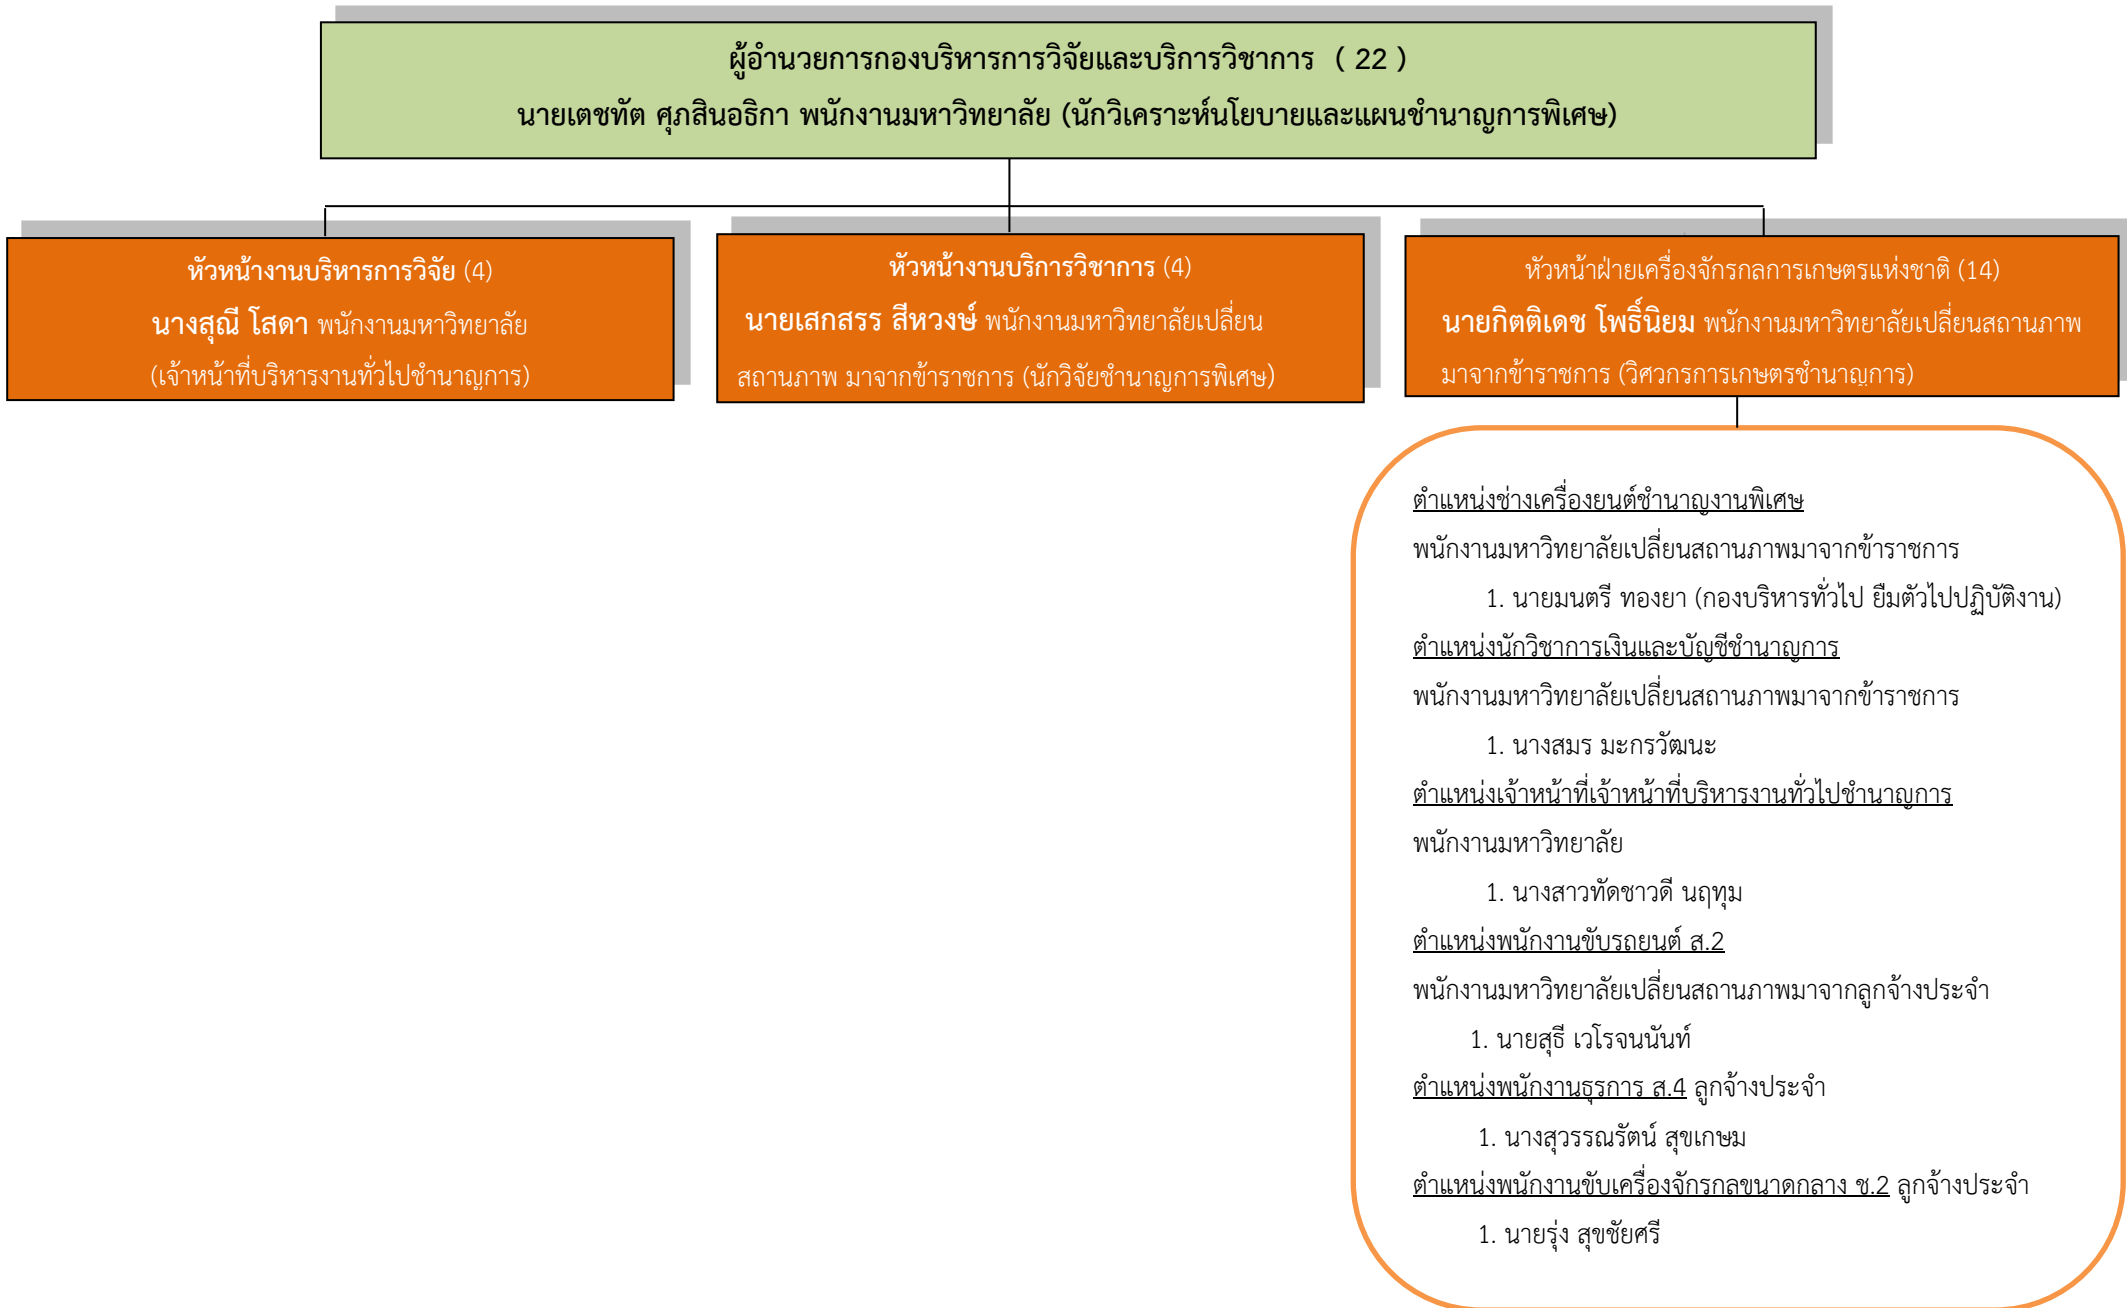 ผู้อำนวยการกองบริหารการวิจัยและบริการวิชาการ ( 22 )
นายเตชทัต ศุภสินอธิกา พนักงานมหาวิทยาลัย (นักวิเคราะห์นโยบายและแผนชำนาญการพิเศษ)
หัวหน้างานบริหารการวิจัย (4)
นางสุณี โสดา พนักงานมหาวิทยาลัย
(เจ้าหน้าที่บริหารงานทั่วไปชำนาญการ)
หัวหน้างานบริการวิชาการ (4)
นายเสกสรร สีหวงษ์ พนักงานมหาวิทยาลัยเปลี่ยน
สถานภาพ มาจากข้าราชการ (นักวิจัยชำนาญการพิเศษ)
หัวหน้าฝ่ายเครื่องจักรกลการเกษตรแห่งชาติ (14)
นายกิตติเดช โพธิ์นิยม พนักงานมหาวิทยาลัยเปลี่ยนสถานภาพ
มาจากข้าราชการ (วิศวกรการเกษตรชำนาญการ)
ตำแหน่งช่างเครื่องยนต์ชำนาญงานพิเศษ
พนักงานมหาวิทยาลัยเปลี่ยนสถานภาพมาจากข้าราชการ
1. นายมนตรี ทองยา (กองบริหารทั่วไป ยืมตัวไปปฏิบัติงาน)
ตำแหน่งนักวิชาการเงินและบัญชีชำนาญการ
พนักงานมหาวิทยาลัยเปลี่ยนสถานภาพมาจากข้าราชการ
1. นางสมร มะกรวัฒนะ
ตำแหน่งเจ้าหน้าที่เจ้าหน้าที่บริหารงานทั่วไปชำนาญการ
พนักงานมหาวิทยาลัย
1. นางสาวทัดชาวดี นฤทุม
ตำแหน่งพนักงานขับรถยนต์ ส.2
พนักงานมหาวิทยาลัยเปลี่ยนสถานภาพมาจากลูกจ้างประจำ
1. นายสุธี เวโรจนนันท์
ตำแหน่งพนักงานธุรการ ส.4 ลูกจ้างประจำ
1. นางสุวรรณรัตน์ สุขเกษม
ตำแหน่งพนักงานขับเครื่องจักรกลขนาดกลาง ช.2 ลูกจ้างประจำ
1. นายรุ่ง สุขชัยศรี